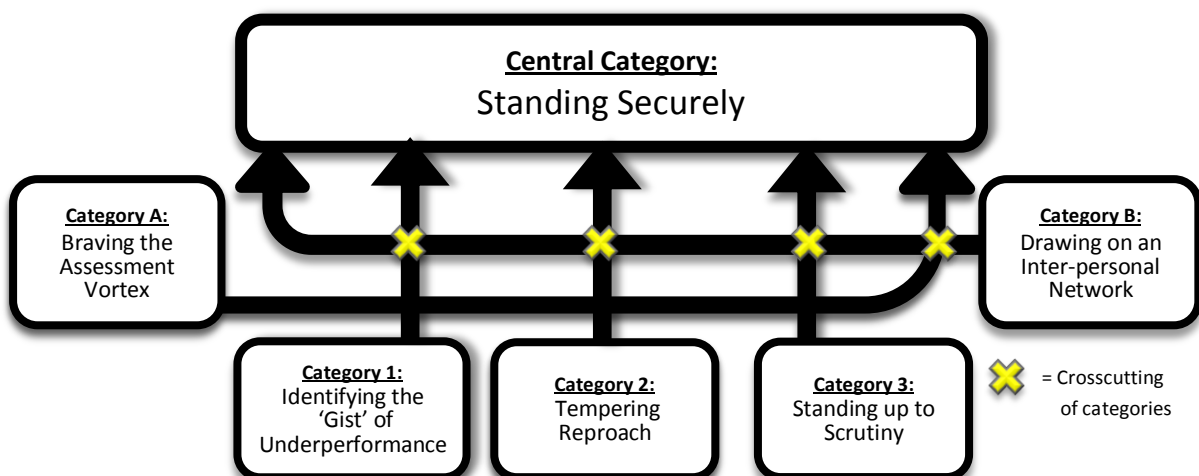 Central Category:
Standing Securely
Category A:
Braving the
Assessment
Vortex
Category B:
Drawing on an
Inter-personal
Network
Category 1:
Identifying the
‘Gist’ of
Underperformance
Category 2:
Tempering
Reproach
Category 3:
Standing up to
Scrutiny
= Crosscutting
of categories